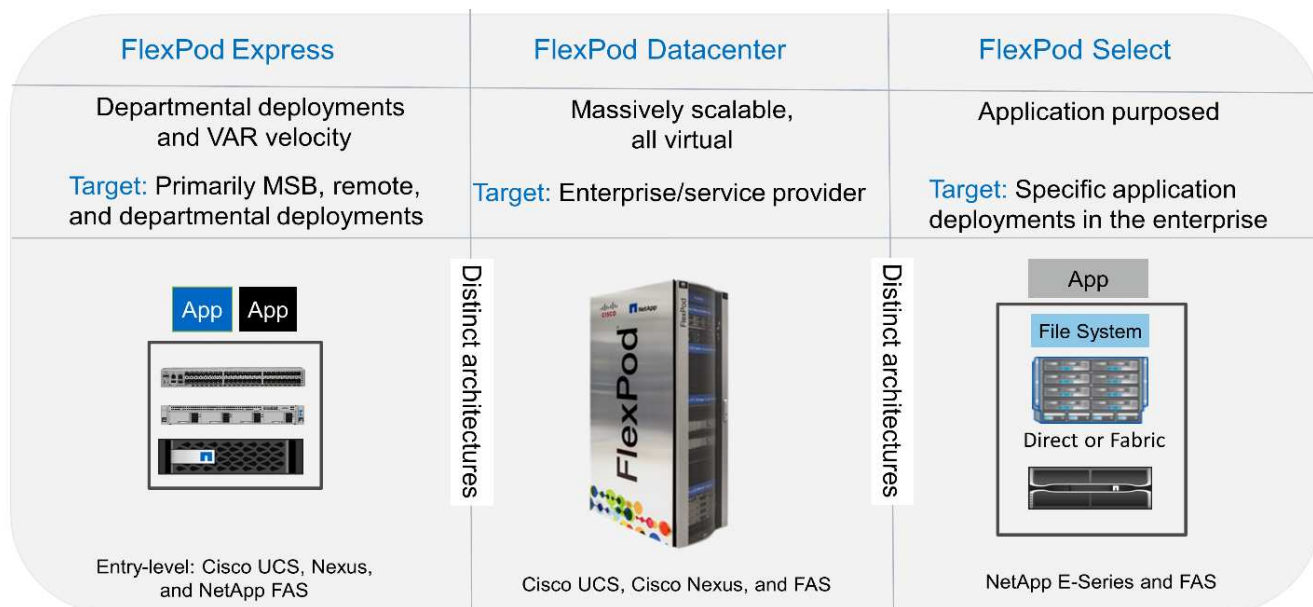 FlexPod Express
FlexPod Datacenter
FlexPod Select
Departmental deployments
and VAR velocity
Massively scalable,
all virtual
Application purposed
Target: Primarily MSB, remote,
and departmental deployments
Target: Enterprise/service provider
Target: Specific application
deployments in the enterprise
App
App
Distinct architectures
CISCO
NetApp
FlexPod
FlexPod
Distinct architectures
App
File System
Direct or Fabric
Entry-level: Cisco UCS, Nexus,
and NetApp FAS
Cisco UCS, Cisco Nexus, and FAS
NetApp E-Series and FAS